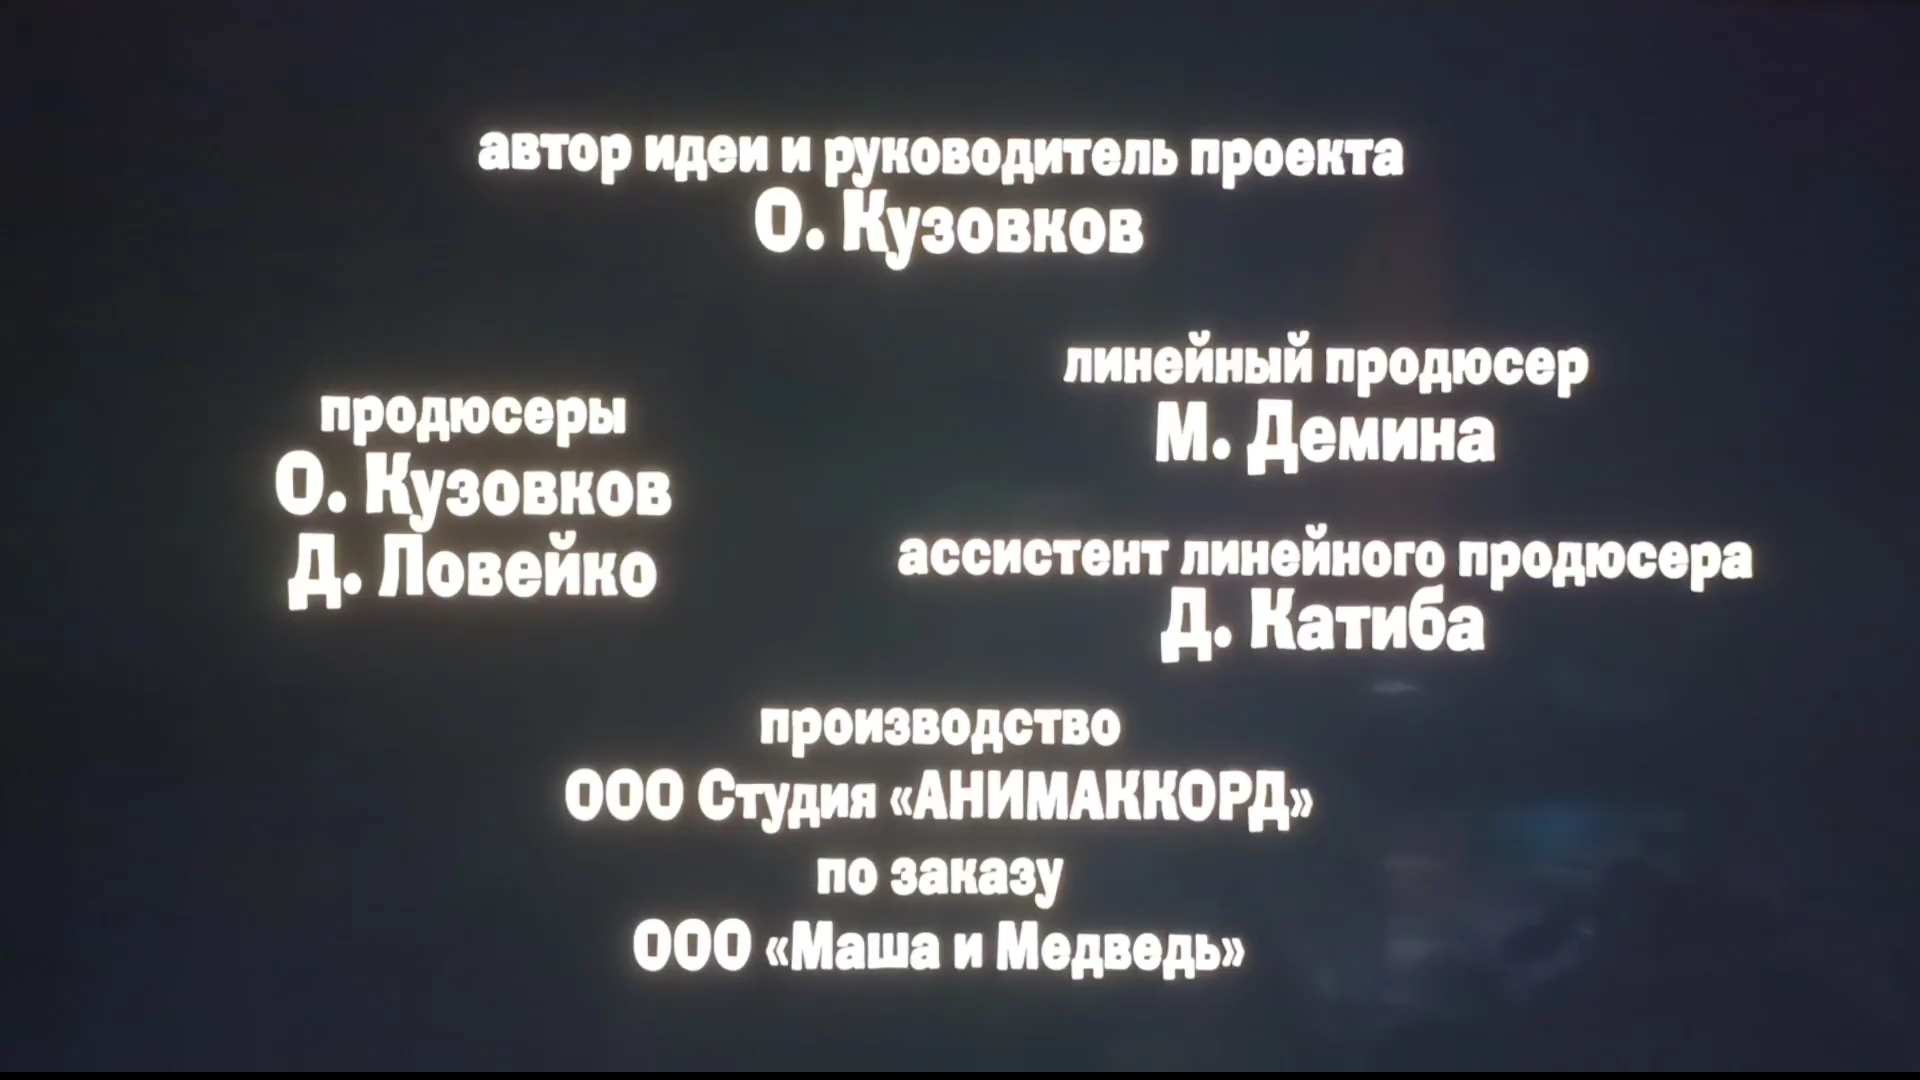 автор идеи и руководитель проекта
О. Кузовков
продюсеры
О. Кузовков
Д. Ловейко
линейный продюсер
М. Демина
ассистент линейного продюсера
Д. Катиба
производство
ООО Студия «АНИМАККОРД»
по заказу
ООО «Маша и Медведь»